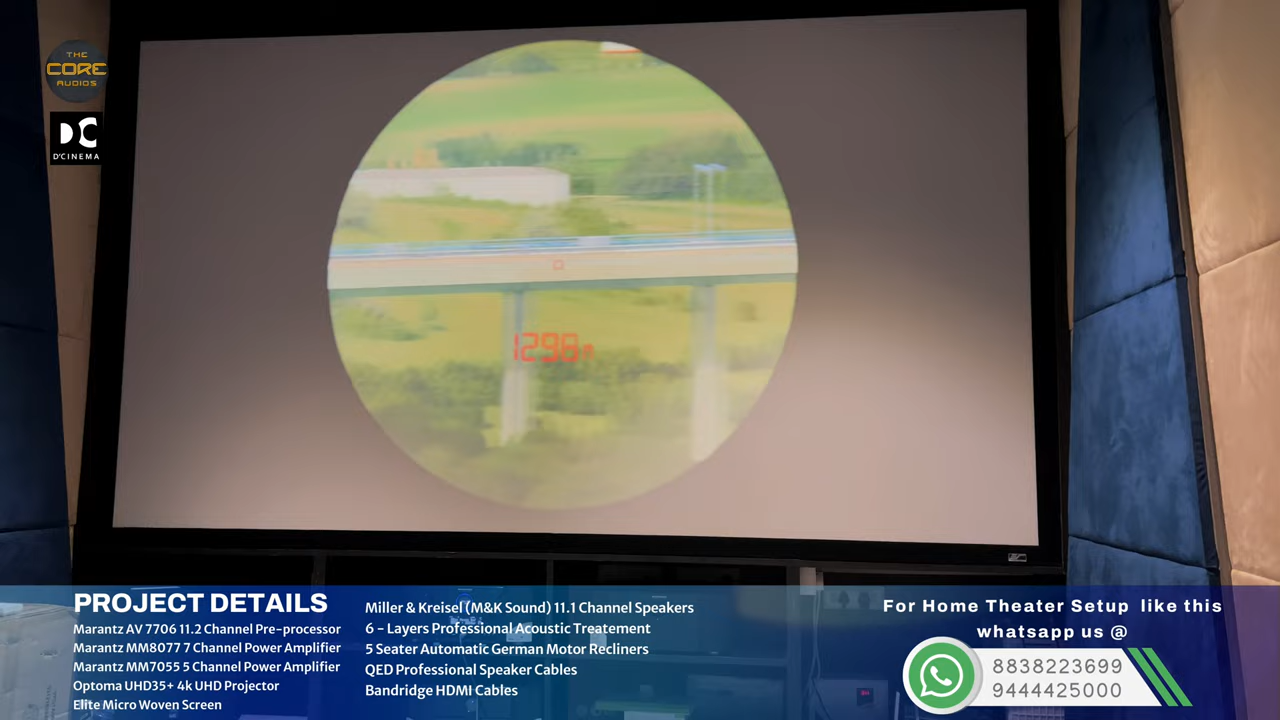 THE
CORE
AUDIOS
DC
D'CINEMA
1298m
PROJECT DETAILS
Marantz AV 7706 11.2 Channel Pre-processor
Marantz MM8077 7 Channel Power Amplifier
Marantz MM7055 5 Channel Power Amplifier
Optoma UHD35+ 4k UHD Projector
Elite Micro Woven Screen
Miller & Kreisel (M&K Sound) 11.1 Channel Speakers
6 - Layers Professional Acoustic Treatement
5 Seater Automatic German Motor Recliners
QED Professional Speaker Cables
Bandridge HDMI Cables
For Home Theater Setup like this
whatsapp us @
8838223699
9444425000